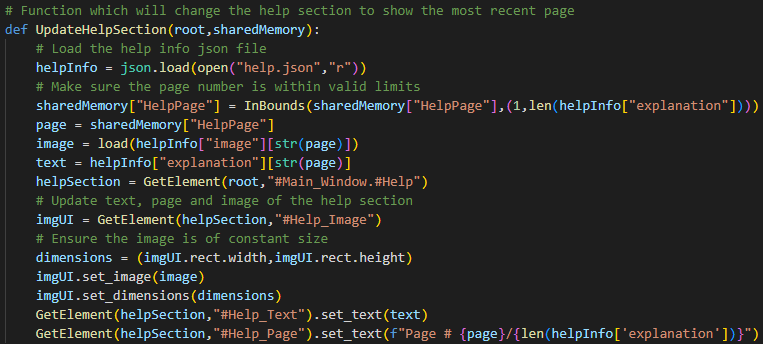 # Function which will change the help section to show the most recent page
def UpdateHelpSection(root,sharedMemory):
    # Load the help info json file
    helpInfo = json.load(open("help.json","r"))
    # Make sure the page number is within valid limits
    sharedMemory["HelpPage"] = InBounds(sharedMemory["HelpPage"],(1,len(helpInfo["explanation"])))
    page = sharedMemory["HelpPage"]
    image = load(helpInfo["image"][str(page)])
    text = helpInfo["explanation"][str(page)]
    helpSection = GetElement(root,"#Main_Window.#Help")
    # Update text, page and image of the help section
    imgUI = GetElement(helpSection,"#Help_Image")
    # Ensure the image is of constant size
    dimensions = (imgUI.rect.width,imgUI.rect.height)
    imgUI.set_image(image)
    imgUI.set_dimensions(dimensions)
    GetElement(helpSection,"#Help_Text").set_text(text)
    GetElement(helpSection,"#Help_Page").set_text(f"Page # {page}/{len(helpInfo['explanation'])}")